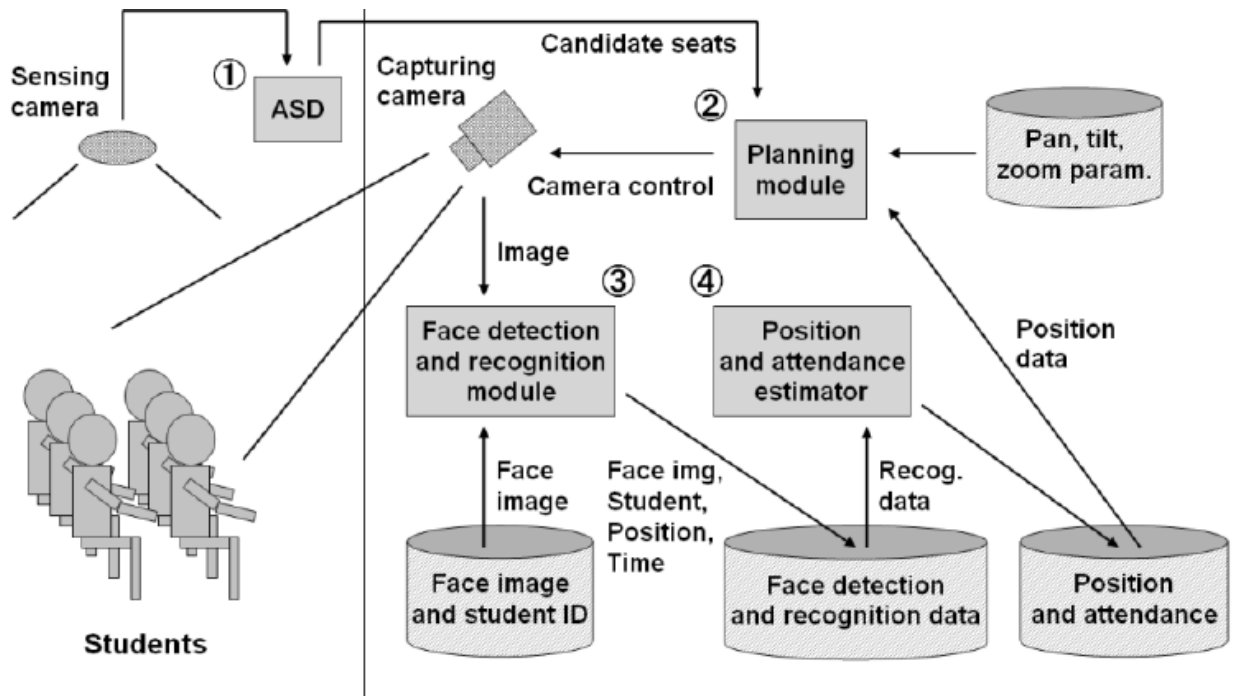 Sensing
camera
①
ASD
Capturing
camera
Candidate seats
②
Planning
module
Pan, tilt,
zoom param.
Camera control
Image
③
Face detection
and recognition
module
④
Position
and attendance
estimator
Position
data
Face
image
Face img,
Student,
Position,
Time
Recog.
data
Face image
and student ID
Face detection
and recognition data
Position
and attendance
Students